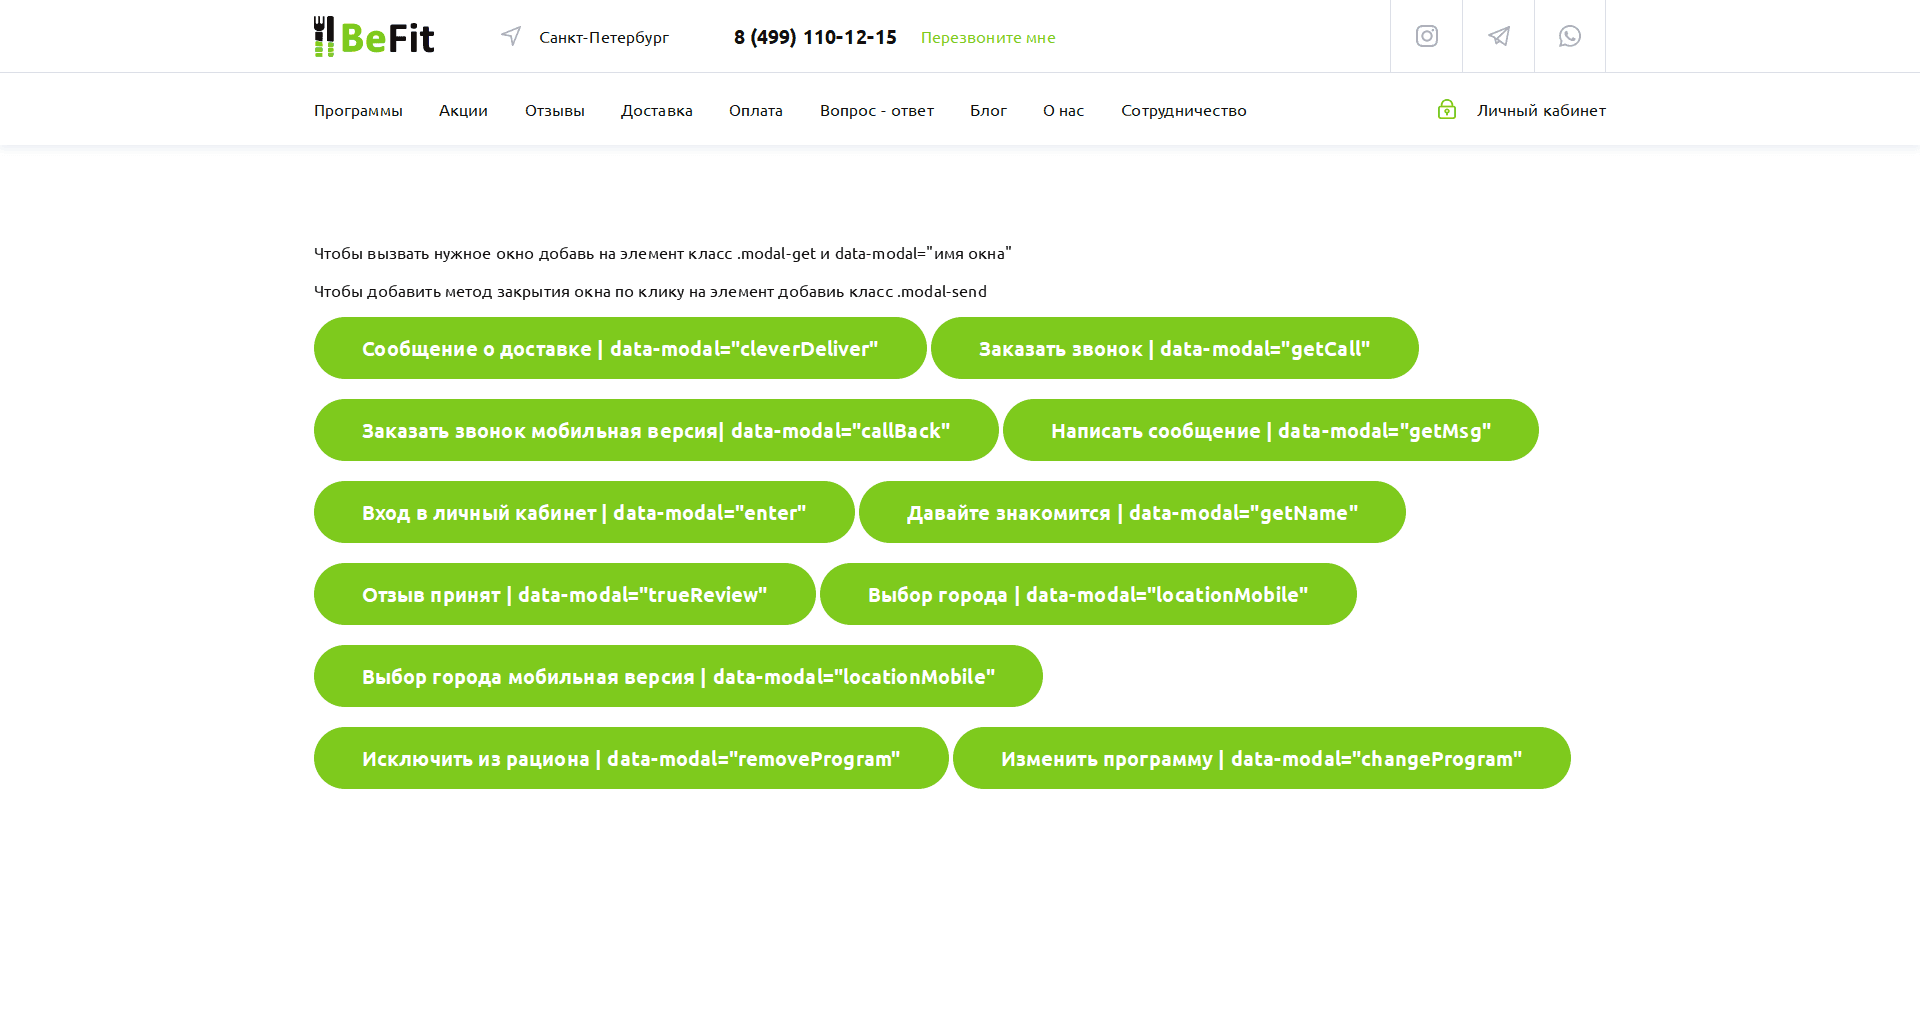 BeFit
Санкт-Петербург
8 (499) 110-12-15
Перезвоните мне
Программы
Акции
Отзывы
Доставка
Оплата
Вопрос - ответ
Блог
О нас
Сотрудничество
Личный кабинет
Чтобы вызвать нужное окно добавь на элемент класс .modal-get и data-modal="имя окна"
Чтобы добавить метод закрытия окна по клику на элемент добавиь класс .modal-send
Сообщение о доставке | data-modal="cleverDeliver"
Заказать звонок | data-modal="getCall"
Заказать звонок мобильная версия| data-modal="callBack"
Написать сообщение | data-modal="getMsg"
Вход в личный кабинет | data-modal="enter"
Давайте знакомится | data-modal="getName"
Отзыв принят | data-modal="trueReview"
Выбор города | data-modal="locationMobile"
Выбор города мобильная версия | data-modal="locationMobile"
Исключить из рациона | data-modal="removeProgram"
Изменить программу | data-modal="changeProgram"